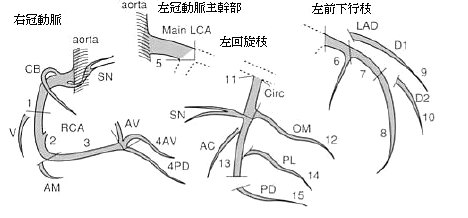 右冠動脈
aorta
CB
SN
1
RCA
V
2
3
AM
AV
4AV
4PD
左冠動脈主幹部
aorta
Main LCA
5
左回旋枝
11
Circ
SN
OM
12
AC
13
PL
14
PD
15
左前下行枝
LAD
D1
6
7
9
D2
10
8